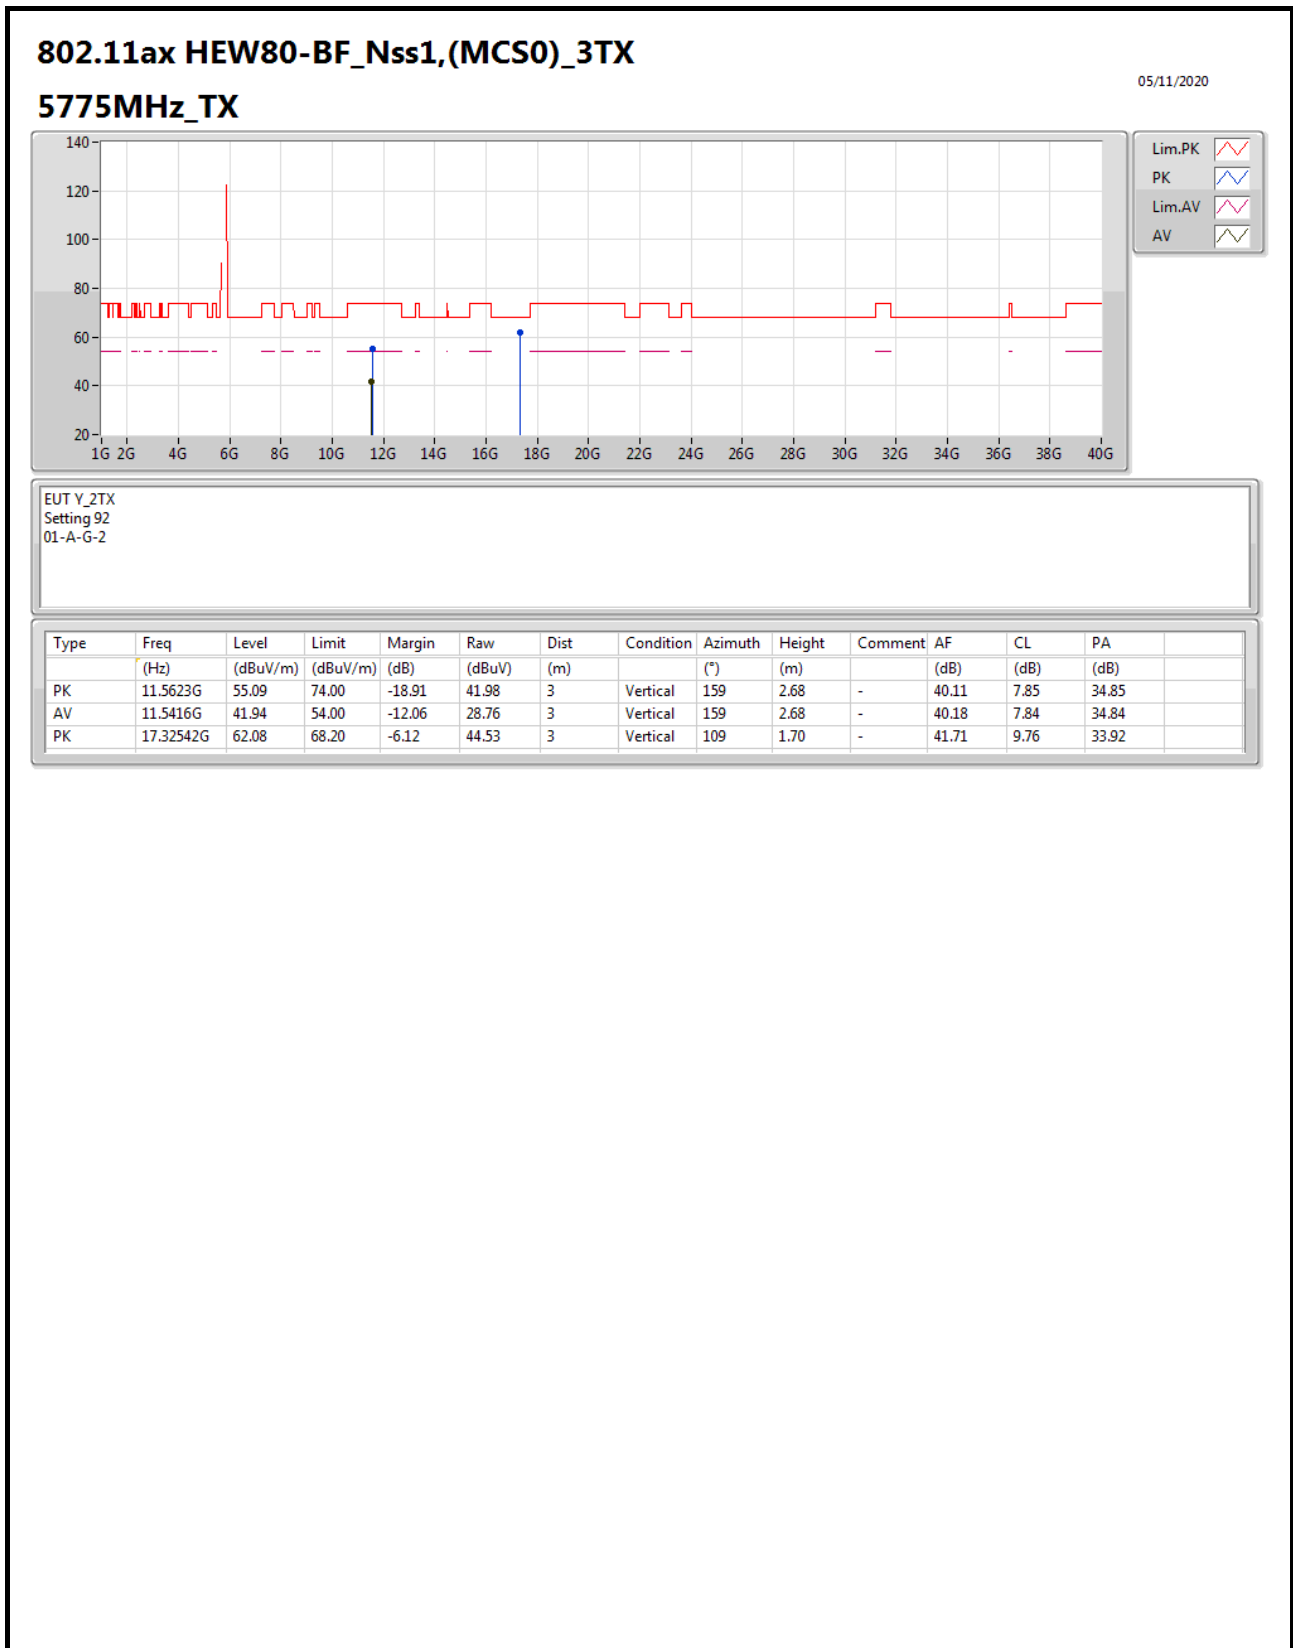 802.11ax HEW80-BF_Nss1,(MCS0)_3TX
05/11/2020
5775MHz_TX
140
120
100
80
60
40
20
1G 2G 4G 6G 8G 10G 12G 14G 16G 18G 20G 22G 24G 26G 28G 30G 32G 34G 36G 38G 40G
Lim.PK
PK
Lim.AV
AV
EUT Y_2TX
Setting 92
01-A-G-2
Type Freq Level Limit Margin Raw Dist Condition Azimuth Height Comment AF CL PA
(Hz) (dBuV/m) (dBuV/m) (dB) (dBuV) (m) (°) (m) (dB) (dB) (dB)
PK 11.5623G 55.09 74.00 -18.91 41.98 3 Vertical 159 2.68 - 40.11 7.85 34.85
AV 11.5416G 41.94 54.00 -12.06 28.76 3 Vertical 159 2.68 - 40.18 7.84 34.84
PK 17.32542G 62.08 68.20 -6.12 44.53 3 Vertical 109 1.70 - 41.71 9.76 33.92